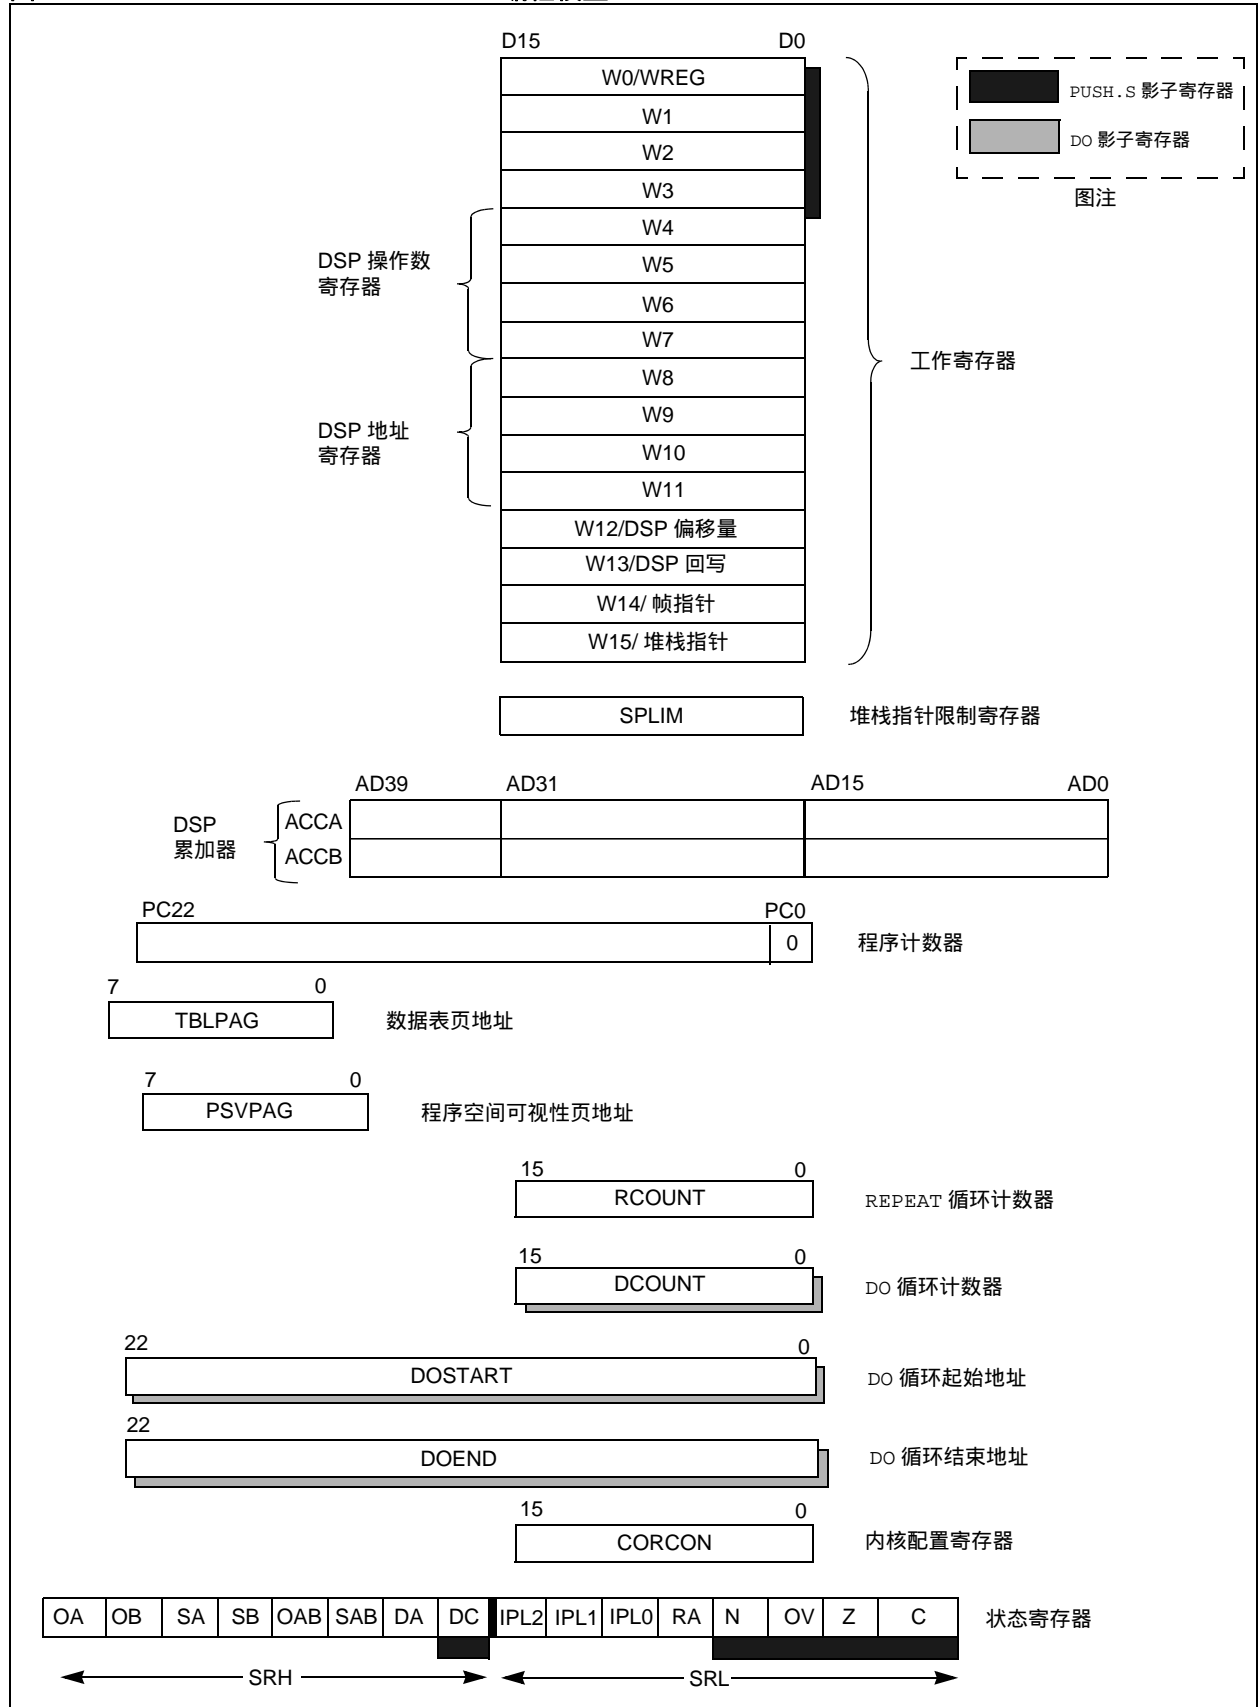 D15 D0
W0/WREG
W1
W2
W3
W4
W5
W6
W7
W8
W9
W10
W11
W12/DSP 偏移量
W13/DSP 回写
W14/ 帧指针
W15/ 堆栈指针
PUSH.S 影子寄存器
DO 影子寄存器
图注
DSP 操作数
寄存器
DSP 地址
寄存器
工作寄存器
SPLIM 堆栈指针限制寄存器
AD39 AD31 AD15 AD0
DSP
累加器
ACCA
ACCB
PC22 PC0
0 程序计数器
7 0
TBLPAG 数据表页地址
7 0
PSVPAG 程序空间可视性页地址
15 0
RCOUNT REPEAT 循环计数器
15 0
DCOUNT DO 循环计数器
22 0
DOSTART DO 循环起始地址
22
DOEND DO 循环结束地址
15 0
CORCON 内核配置寄存器
OA OB SA SB OAB SAB DA DC IPL2 IPL1 IPL0 RA N OV Z C 状态寄存器
SRH SRL